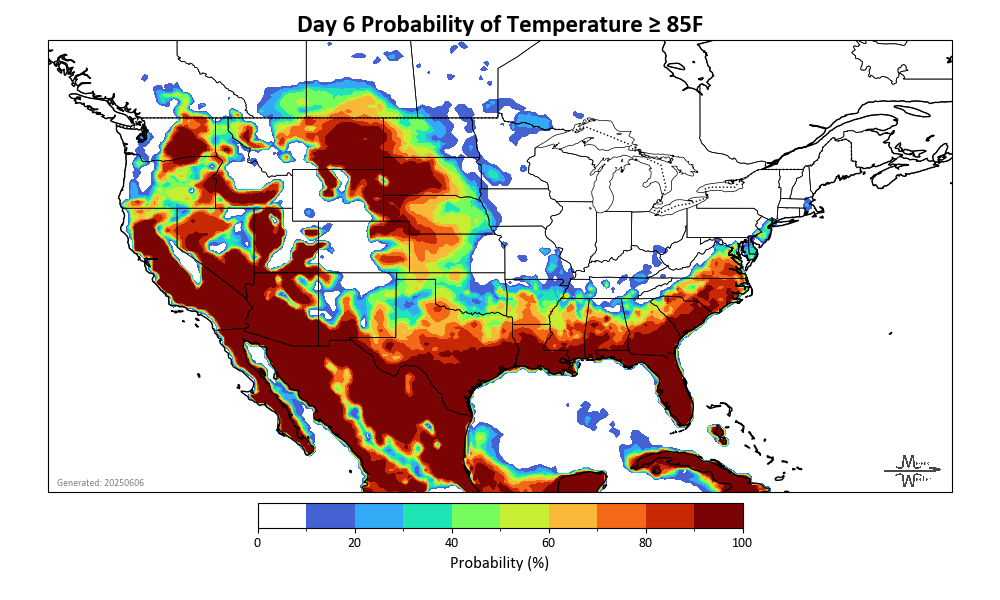 Day 6 Probability of Temperature ≥ 85F
Generated: 20250606
0 20 40 60 80 100
Probability (%)